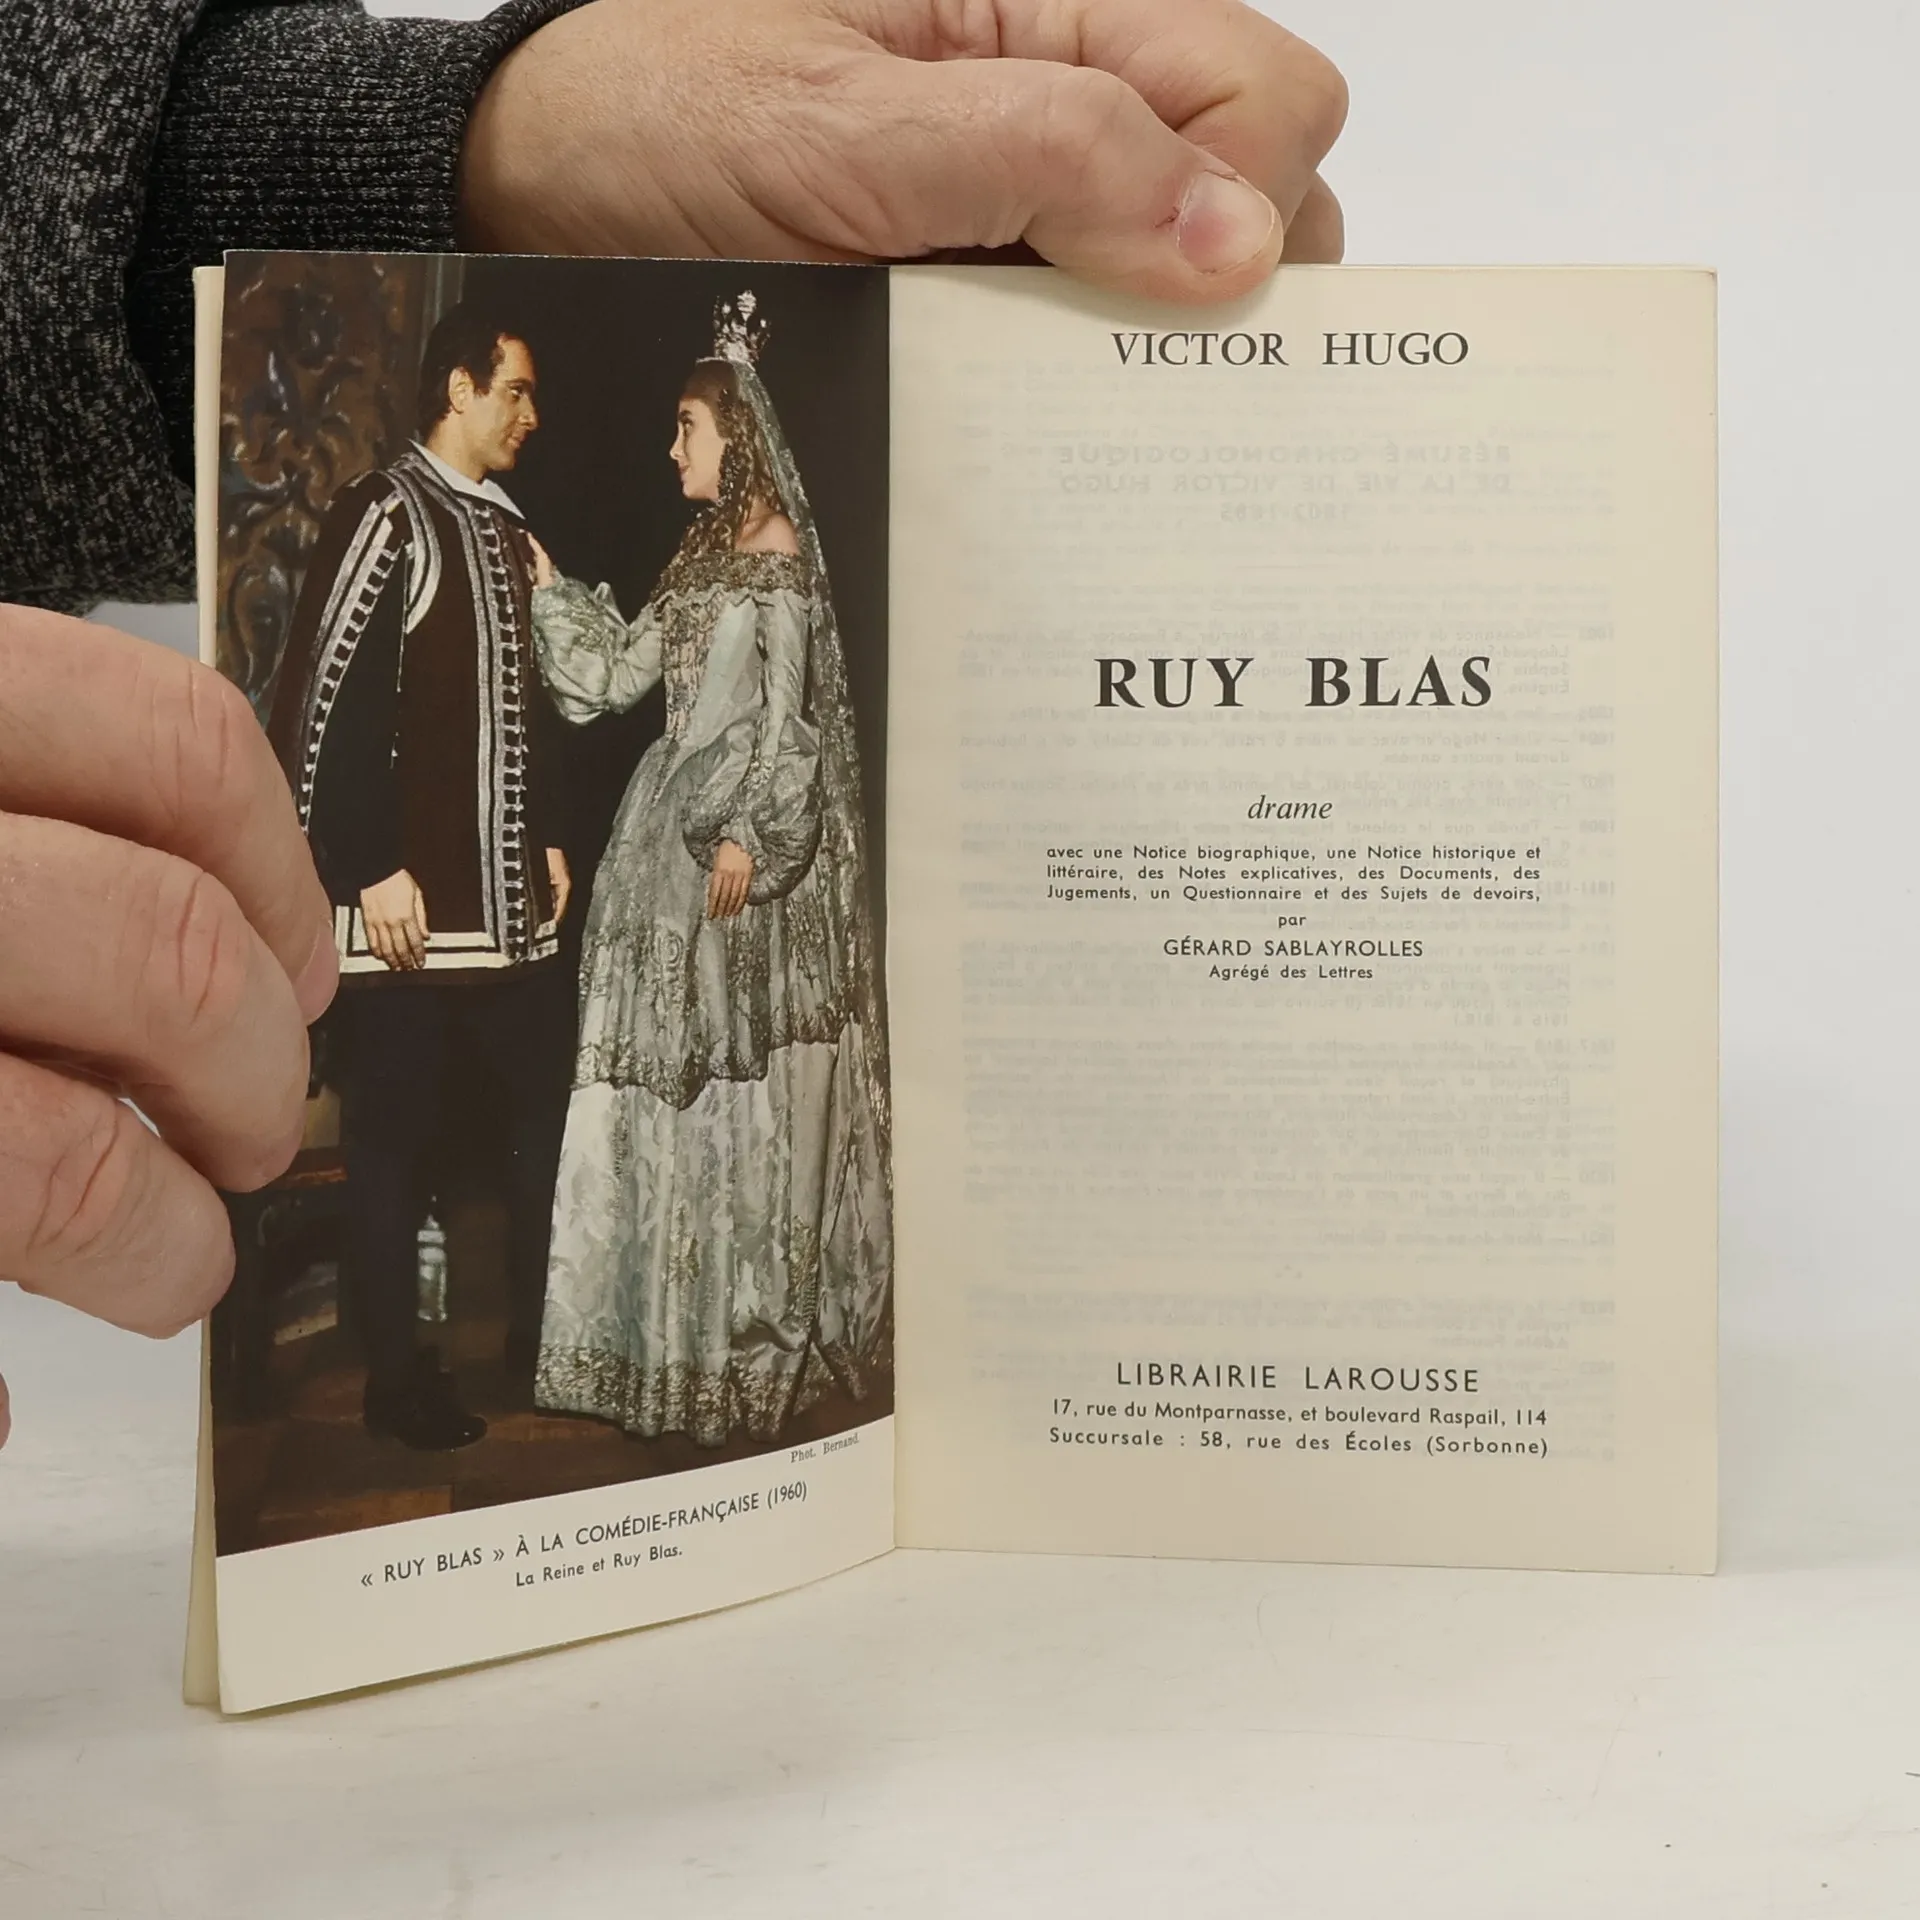 Phot. Bernand.
« RUY BLAS » À LA COMÉDIE-FRANÇAISE (1960)
La Reine et Ruy Blas.
VICTOR HUGO
RUY BLAS
drame
avec une Notice biographique, une Notice historique et
littéraire, des Notes explicatives, des Documents, des
Jugements, un Questionnaire et des Sujets de devoirs,
par
GÉRARD SABLAYROLLES
Agrégé des Lettres
LIBRAIRIE LAROUSSE
17, rue du Montparnasse, et boulevard Raspail, 114
Succursale : 58, rue des Écoles (Sorbonne)